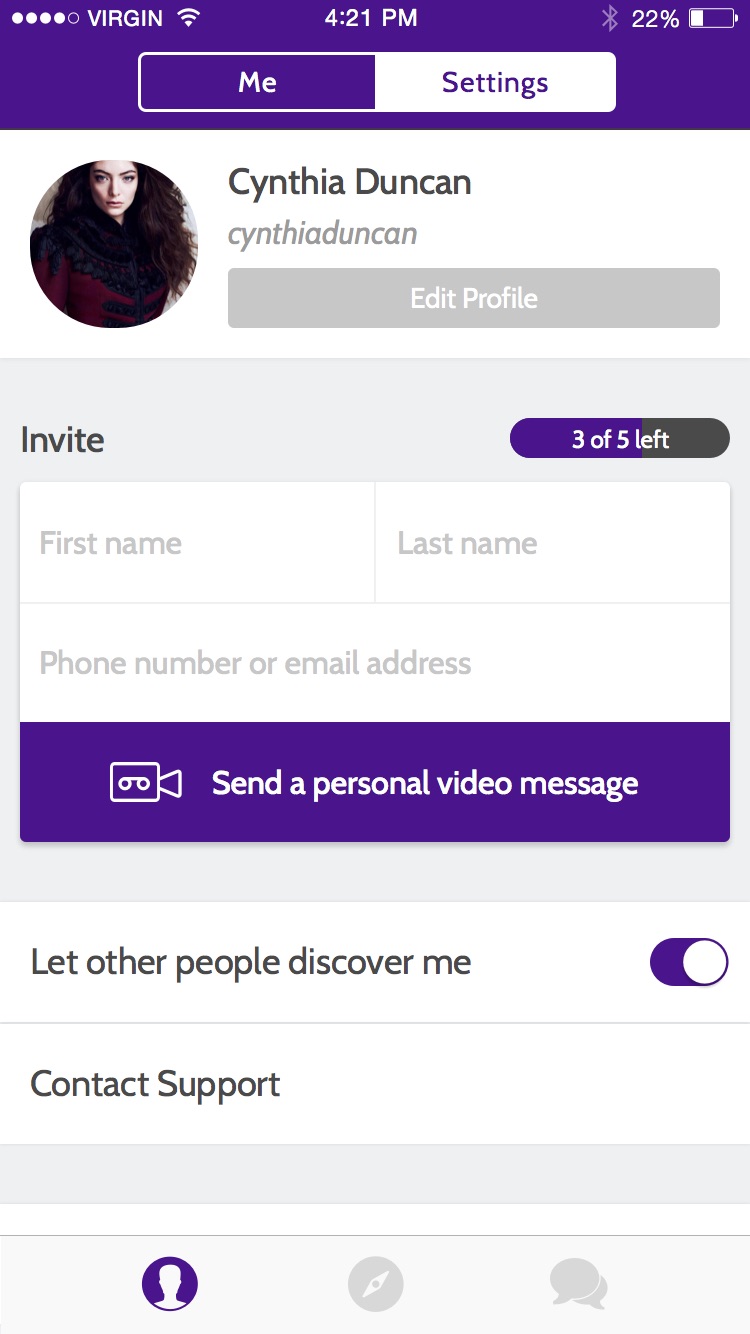 VIRGIN 4:21 PM 22%
Me Settings
Cynthia Duncan
cynthiaduncan
Edit Profile
Invite 3 of 5 left
First name Last name
Phone number or email address
Send a personal video message
Let other people discover me
Contact Support